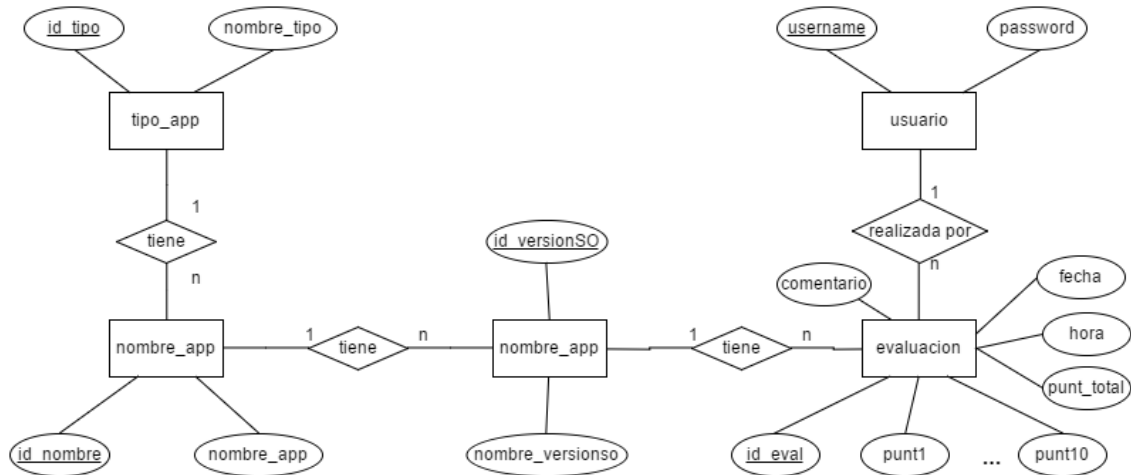 id_tipo
nombre_tipo
username
password
tipo_app
usuario
1
1
tiene
id_versionSO
realizada por
n
n
comentario
fecha
nombre_app
1
tiene
n
nombre_app
1
tiene
n
evaluacion
hora
punt_total
id_nombre
nombre_app
nombre_versionso
id_eval
punt1
...
punt10